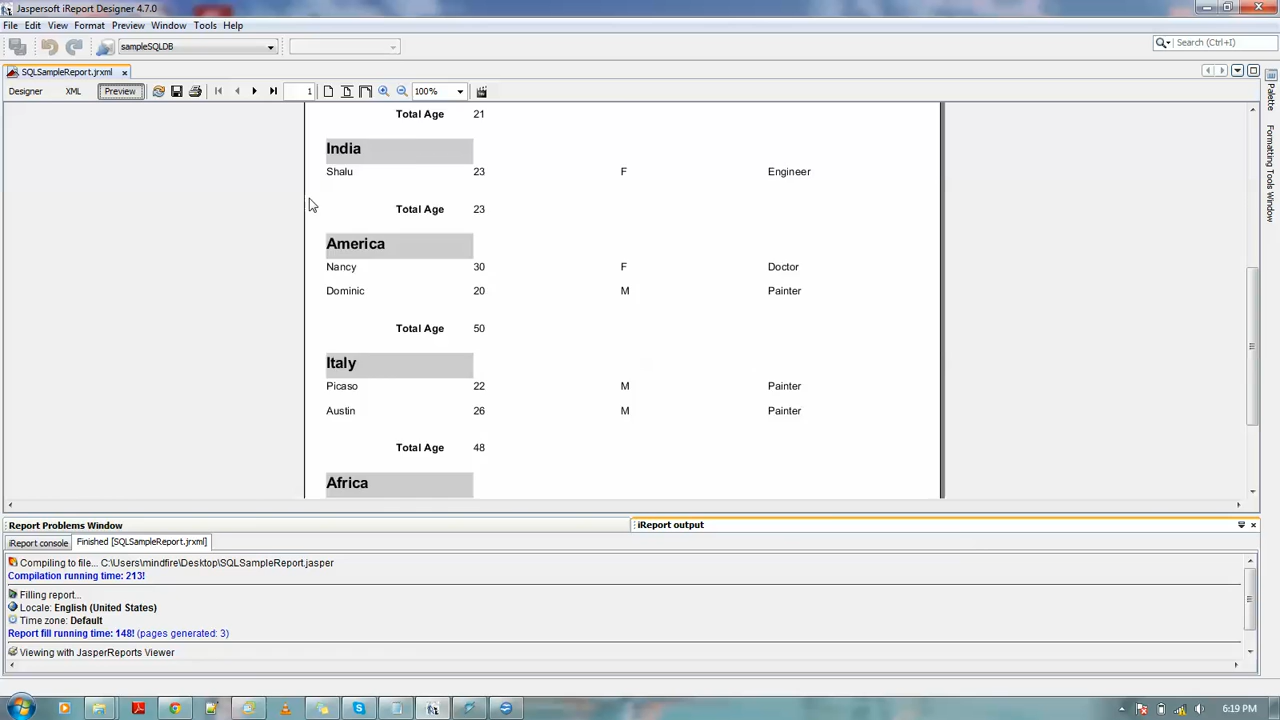 Jaspersoft iReport Designer 4.7.0
File Edit View Format Preview Window Tools Help
sampleSQLDB
Search (Ctrl+I)
SQLSampleReport.jrxml
Designer XML Preview 1 100%
Palette
Formatting Tools Window
Total Age 21
India
Shalu 23 F Engineer
Total Age 23
America
Nancy 30 F Doctor
Dominic 20 M Painter
Total Age 50
Italy
Picaso 22 M Painter
Austin 26 M Painter
Total Age 48
Africa
Report Problems Window
iReport output
iReport console Finished [SQLSampleReport.jrxml]
Compiling to file... C:\Users\mindfire\Desktop\SQLSampleReport.jasper
Compilation running time: 213!
Filling report...
Locale: English (United States)
Time zone: Default
Report fill running time: 148! (pages generated: 3)
Viewing with JasperReports Viewer
6:19 PM